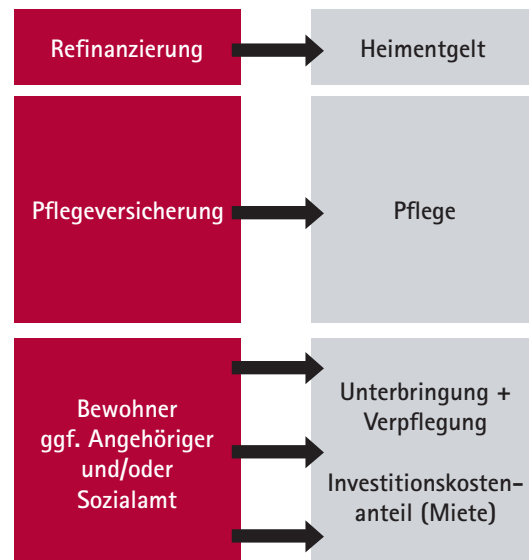 Refinanzierung
Heimentgelt
Pflegeversicherung
Pflege
Bewohner
ggf. Angehöriger
und/oder
Sozialamt
Unterbringung +
Verpflegung
Investitionskosten-
anteil (Miete)